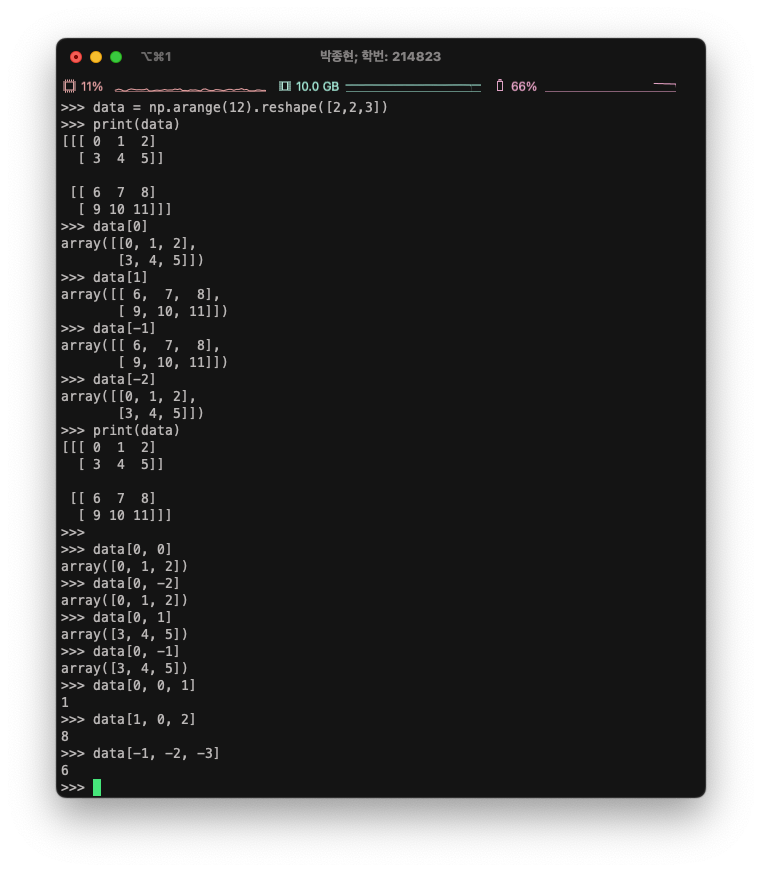 ⌥⌘1 박종현; 학번: 214823
11% 10.0 GB 66%
>>> data = np.arange(12).reshape([2,2,3])
>>> print(data)
[[[ 0  1  2]
  [ 3  4  5]]

 [[ 6  7  8]
  [ 9 10 11]]]
>>> data[0]
array([[0, 1, 2],
       [3, 4, 5]])
>>> data[1]
array([[ 6,  7,  8],
       [ 9, 10, 11]])
>>> data[-1]
array([[ 6,  7,  8],
       [ 9, 10, 11]])
>>> data[-2]
array([[0, 1, 2],
       [3, 4, 5]])
>>> print(data)
[[[ 0  1  2]
  [ 3  4  5]]

 [[ 6  7  8]
  [ 9 10 11]]]
>>>
>>> data[0, 0]
array([0, 1, 2])
>>> data[0, -2]
array([0, 1, 2])
>>> data[0, 1]
array([3, 4, 5])
>>> data[0, -1]
array([3, 4, 5])
>>> data[0, 0, 1]
1
>>> data[1, 0, 2]
8
>>> data[-1, -2, -3]
6
>>>